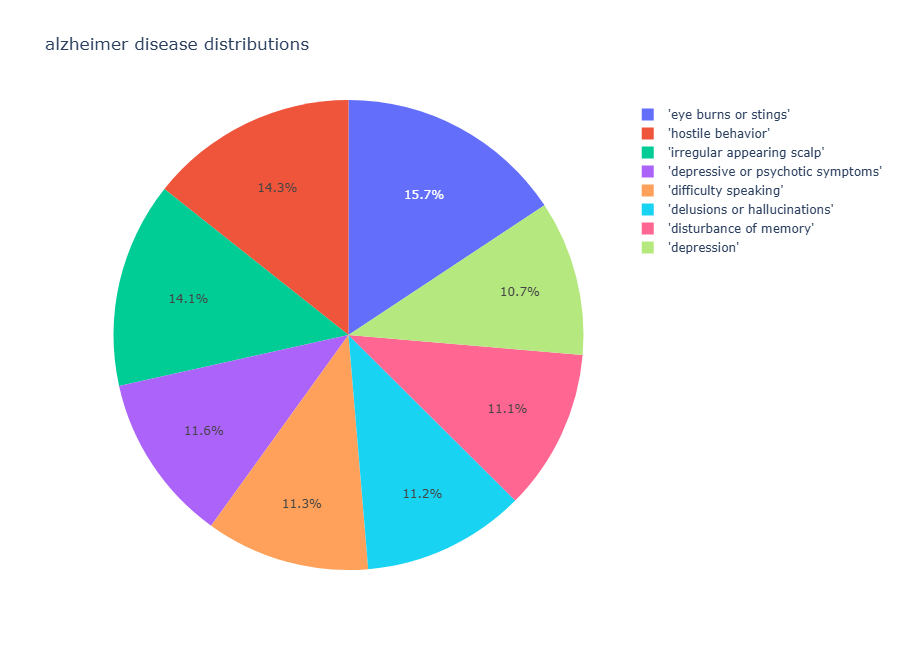 alzheimer disease distributions
'eye burns or stings'
'hostile behavior'
'irregular appearing scalp'
'depressive or psychotic symptoms'
'difficulty speaking'
'delusions or hallucinations'
'disturbance of memory'
'depression'
14.3%
15.7%
14.1%
10.7%
11.6%
11.1%
11.3%
11.2%